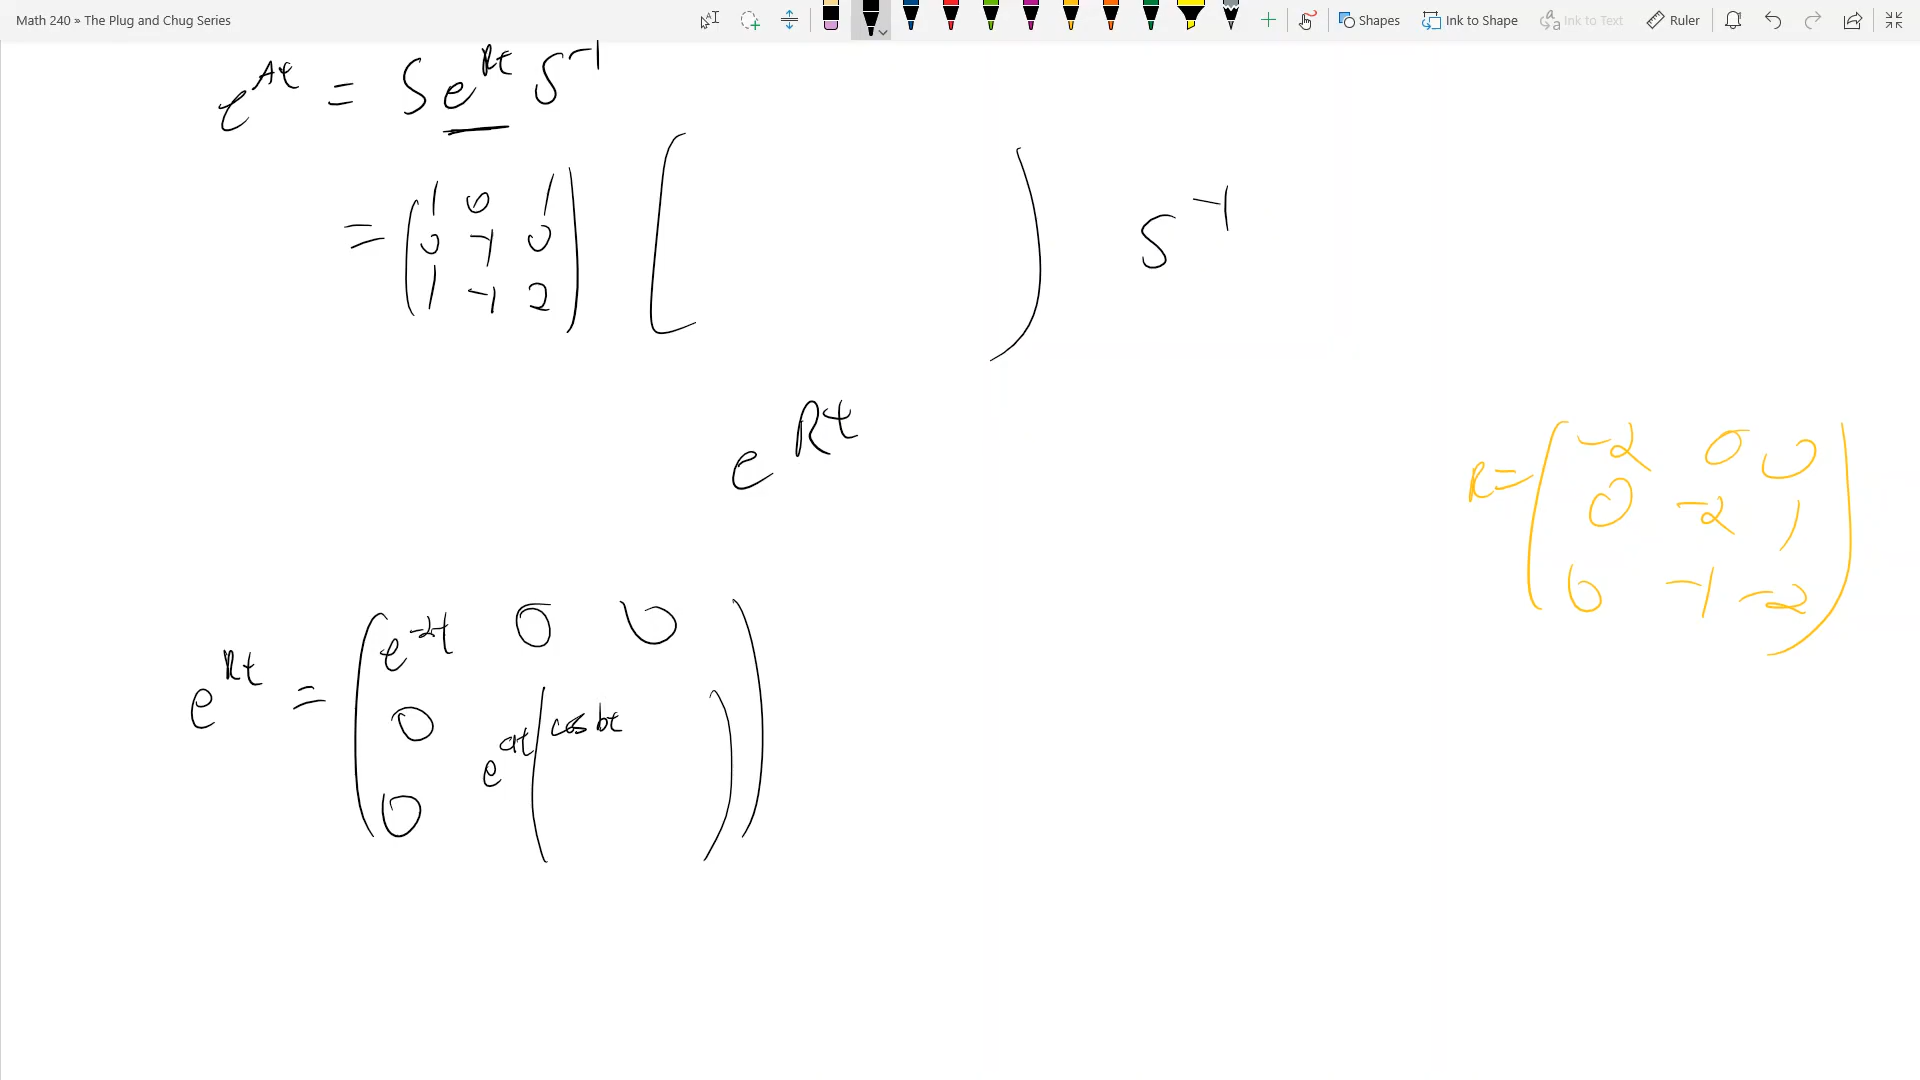 Math 240 » The Plug and Chug Series
Shapes Ink to Shape Ink to Text Ruler
e^{At} = S e^{Rt} S^{-1}
= ( 1 0 1
0 -1 0
1 -1 2 ) [ ) S^{-1}
e^{Rt}
R = ( -2 0 0
0 -2 1
0 -1 -2 )
e^{Rt} = ( e^{-2t} 0 0
0 e^{at} ( cos bt )
0 )